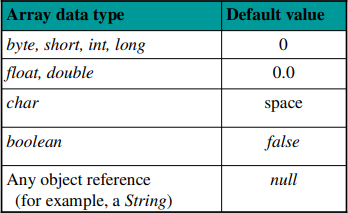 Array data type Default value
byte, short, int, long 0
float, double 0.0
char space
boolean false
Any object reference null
(for example, a String)